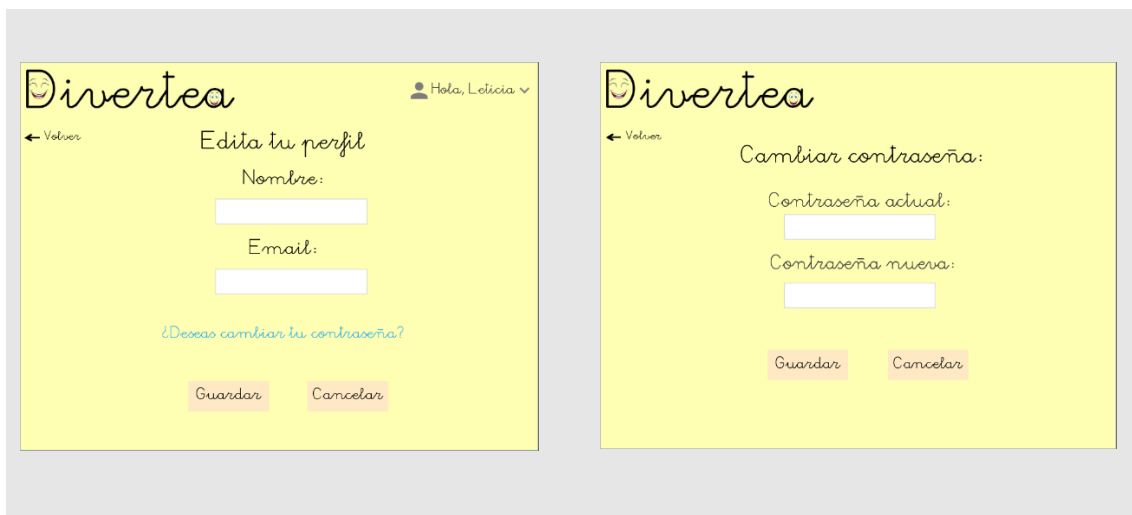 Divertea
Hola, Leticia
Volver
Edita tu perfil
Nombre:
Email:
¿Deseas cambiar tu contraseña?
Guardar
Cancelar
Divertea
Volver
Cambiar contraseña:
Contraseña actual:
Contraseña nueva:
Guardar
Cancelar